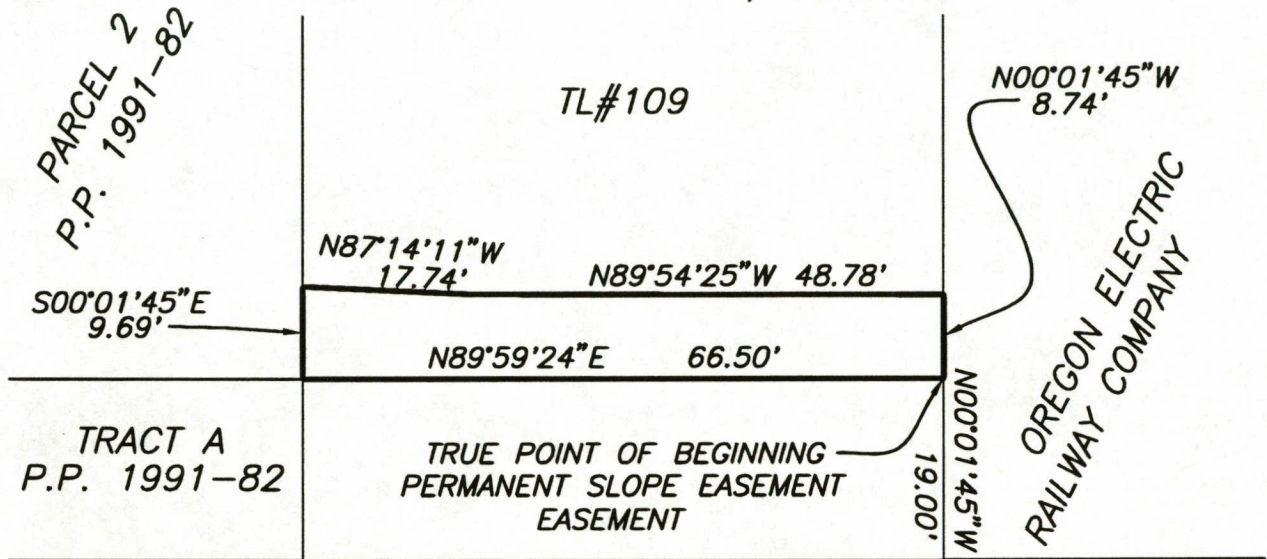 PARCEL 2
P.P. 1991-82
TL#109
N00°01'45"W
8.74'
N87°14'11"W
17.74'
N89°54'25"W 48.78'
S00°01'45"E
9.69'
N89°59'24"E 66.50'
OREGON ELECTRIC
RAILWAY COMPANY
TRACT A
P.P. 1991-82
TRUE POINT OF BEGINNING
PERMANENT SLOPE EASEMENT
EASEMENT
N00°01'45"W
19.00'